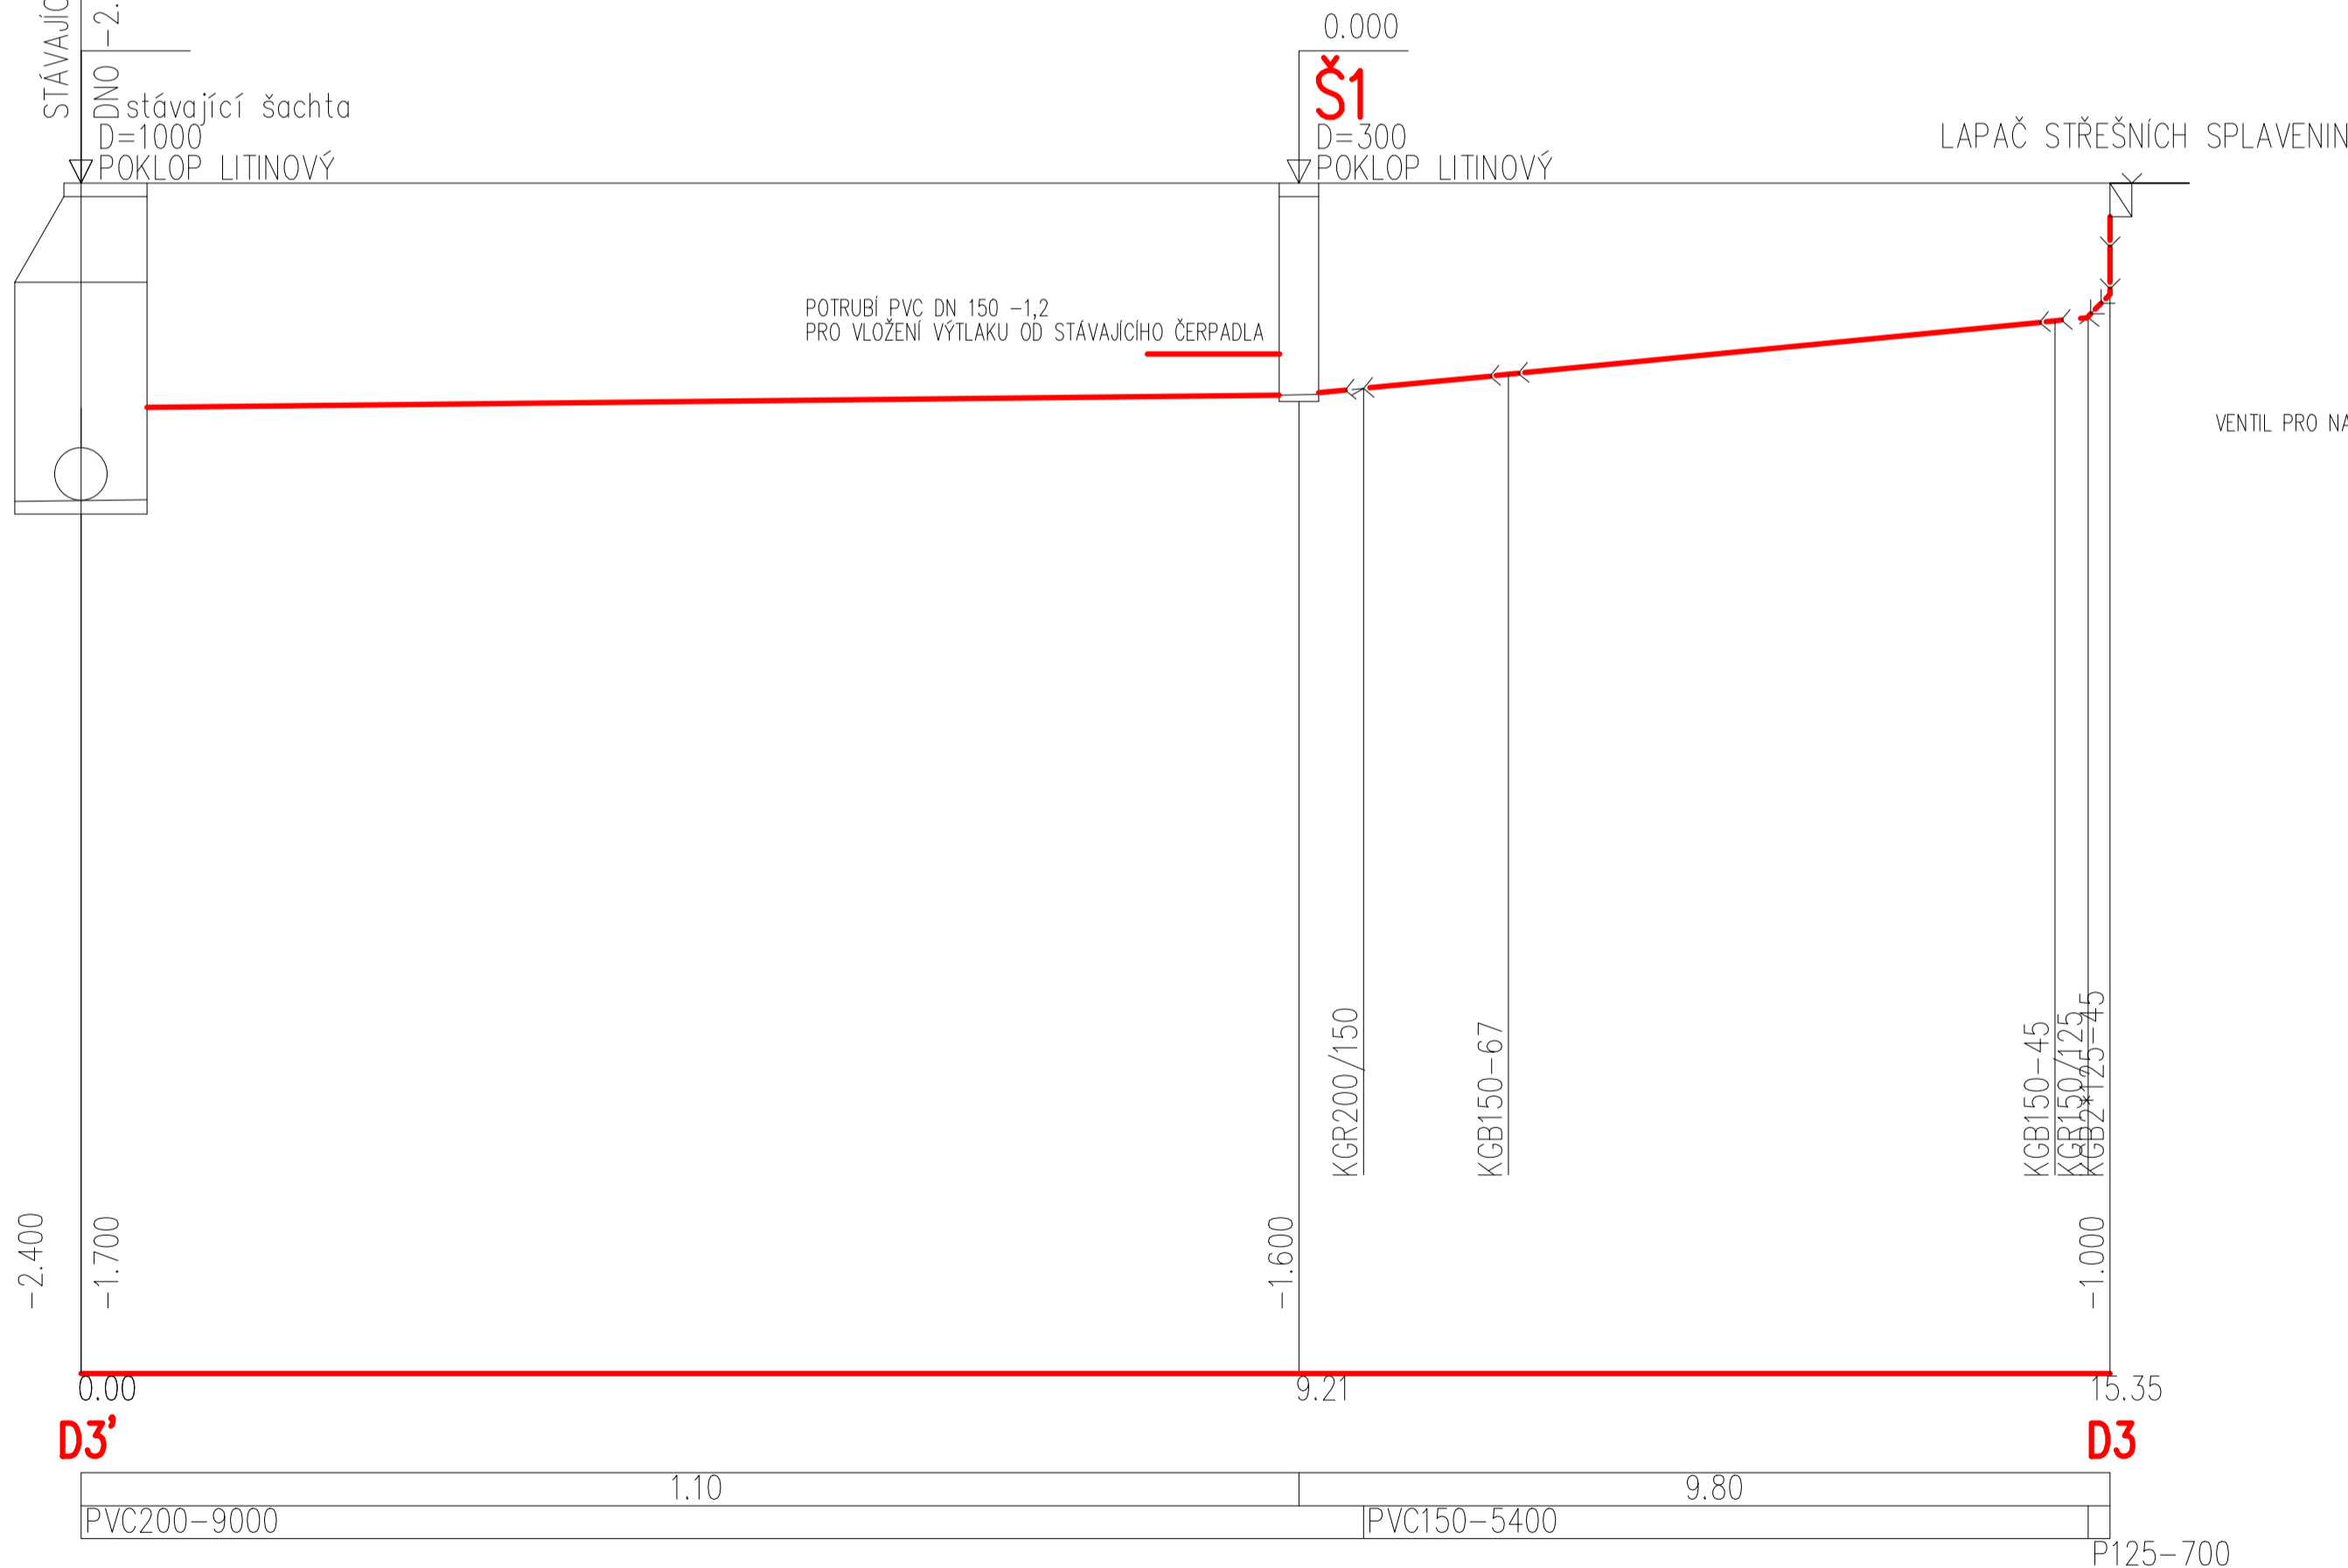 0.000
Š1
D=300
POKLOP LITINOVÝ
DNO -2.
stávající šachta
D=1000
POKLOP LITINOVÝ
LAPAČ STŘEŠNÍCH SPLAVENIN
POTRUBÍ PVC DN 150 -1,2
PRO VLOŽENÍ VÝTLAKU OD STÁVAJÍCÍHO ČERPADLA
VENTIL PRO
KGR200/150
KGB150-67
KGB150-45
KGR150/125
KGB2*125-45
-2.400
-1.700
-1.600
-1.000
0.00
9.21
15.35
D3'
D3
1.10
9.80
PVC200-9000
PVC150-5400
P125-700